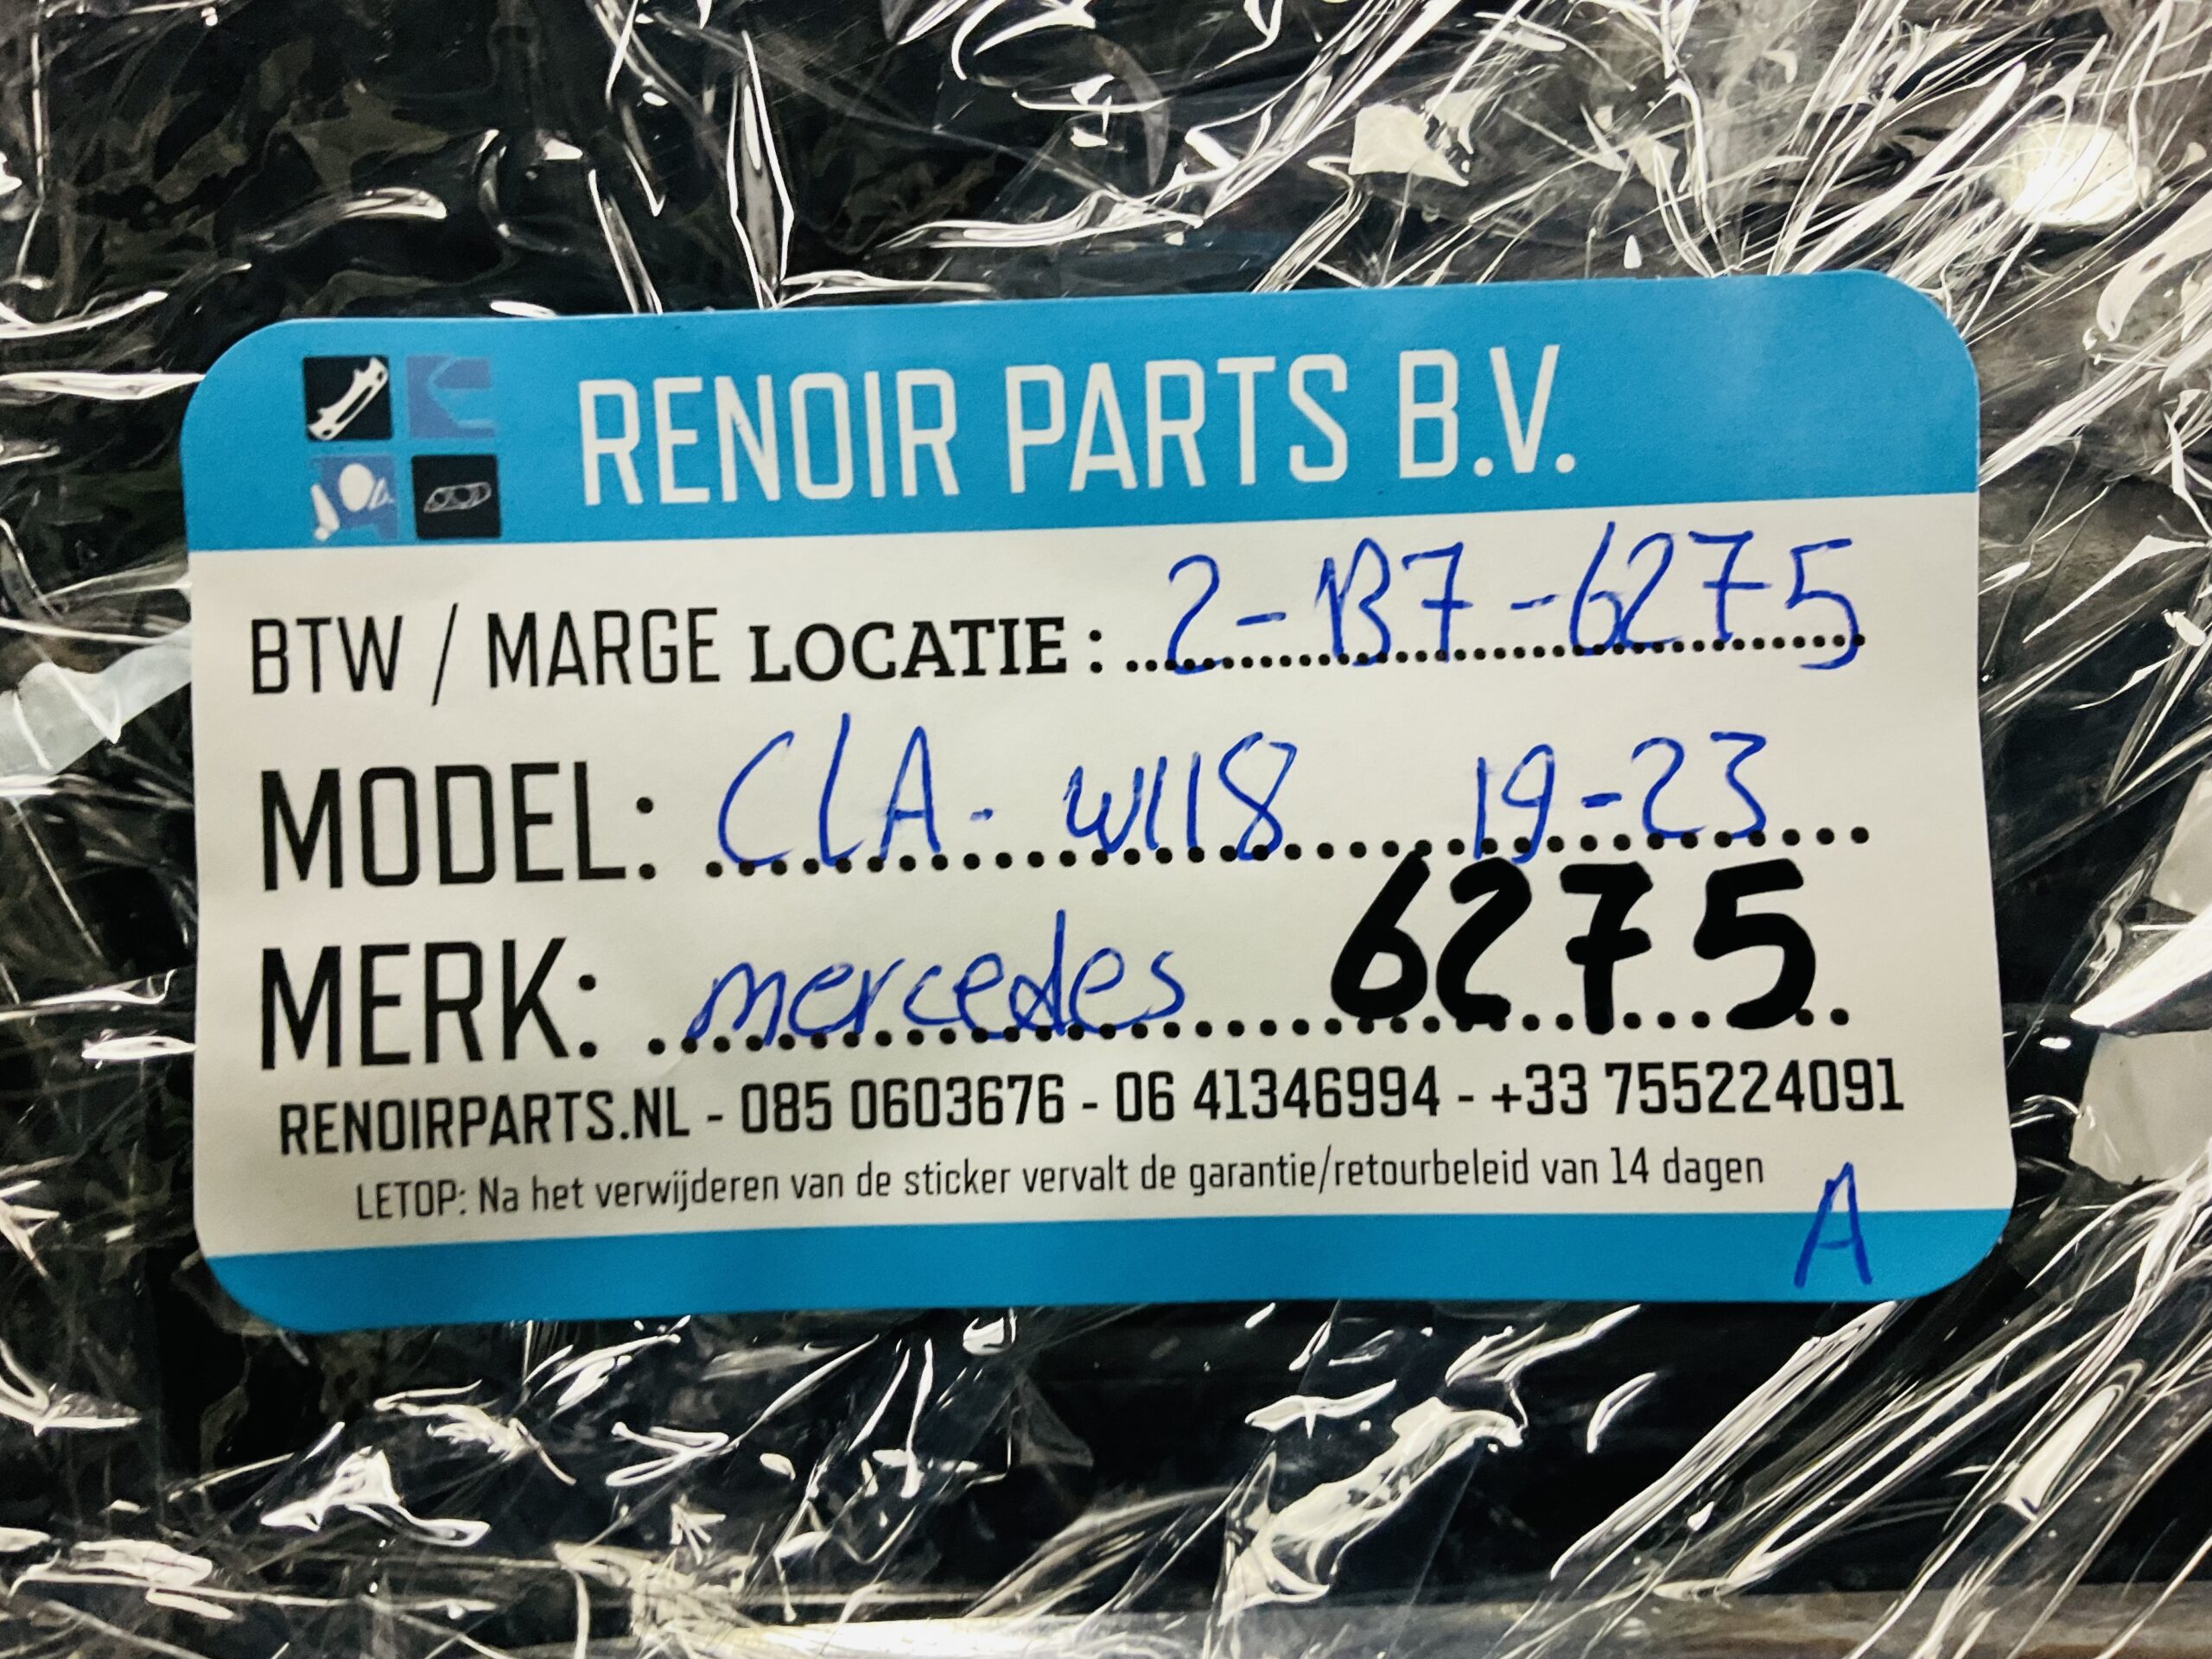 RENOIR PARTS B.V.
BTW / MARGE LOCATIE : 2-B7-6275
MODEL: CLA- W118 19-23
MERK: mercedes 6275
RENOIRPARTS.NL - 085 0603676 - 06 41346994 - +33 755224091
LETOP: Na het verwijderen van de sticker vervalt de garantie/retourbeleid van 14 dagen
A